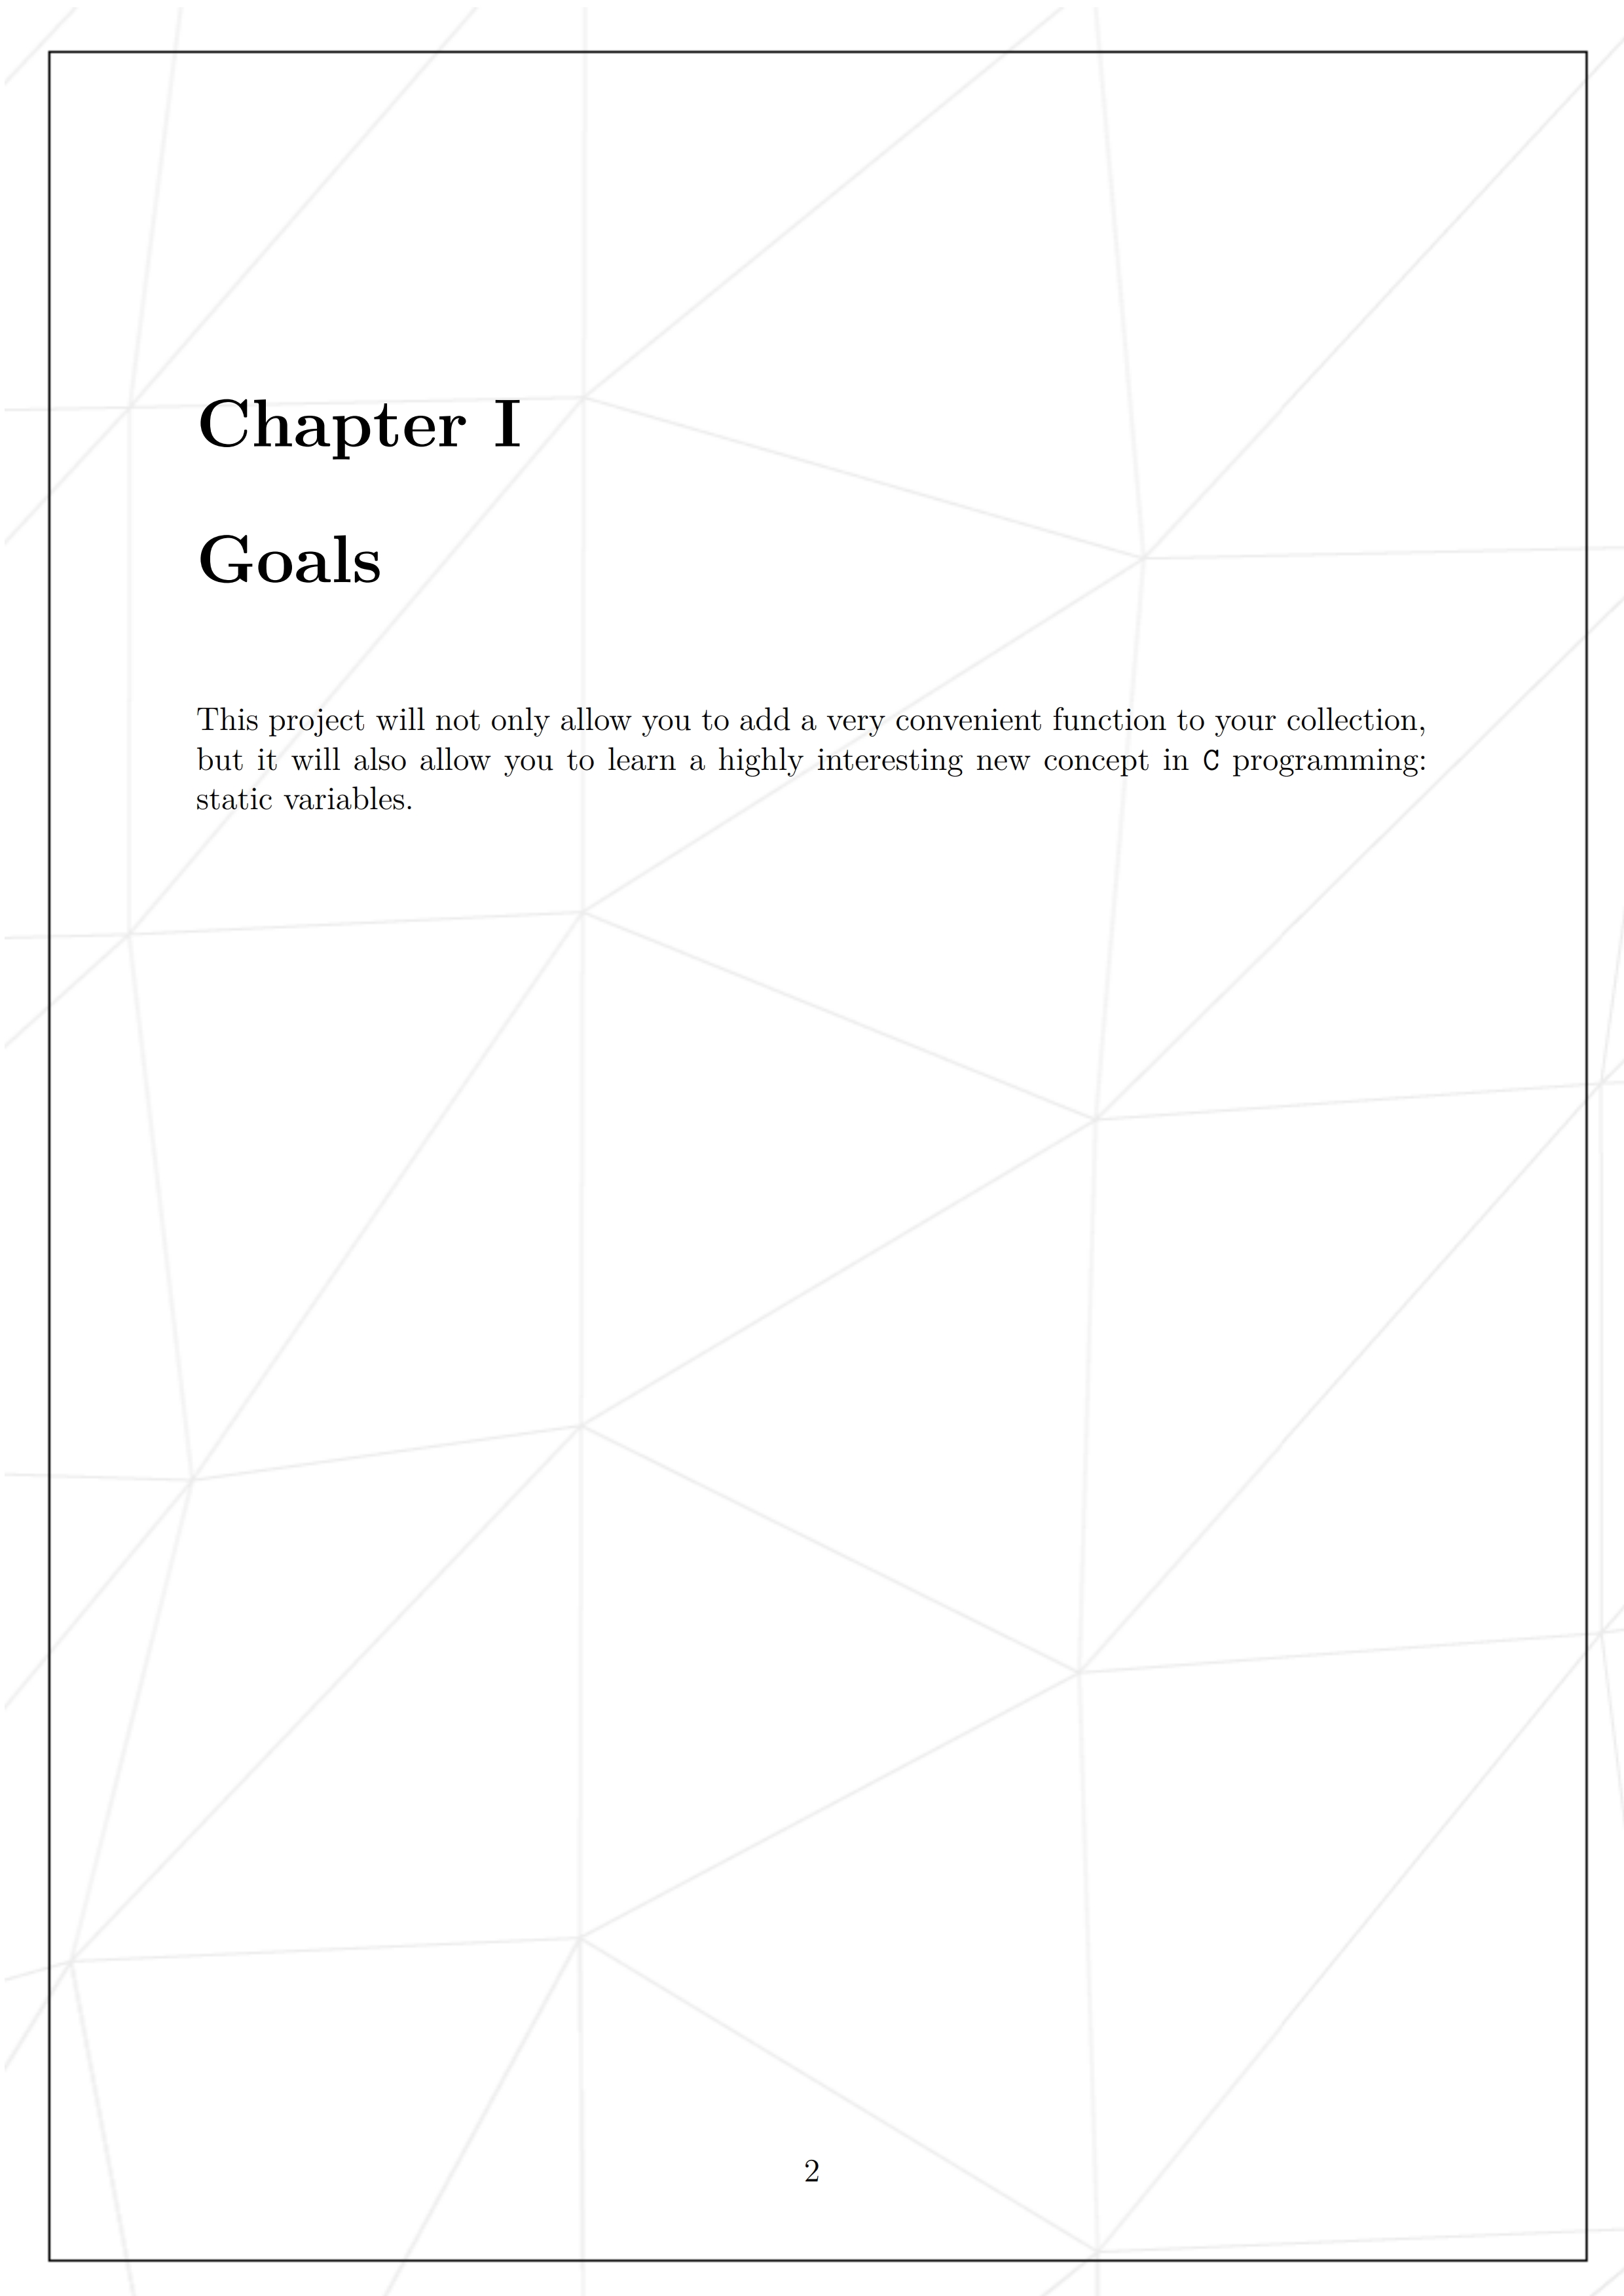 Chapter I
Goals
This project will not only allow you to add a very convenient function to your collection,
but it will also allow you to learn a highly interesting new concept in C programming:
static variables.
2